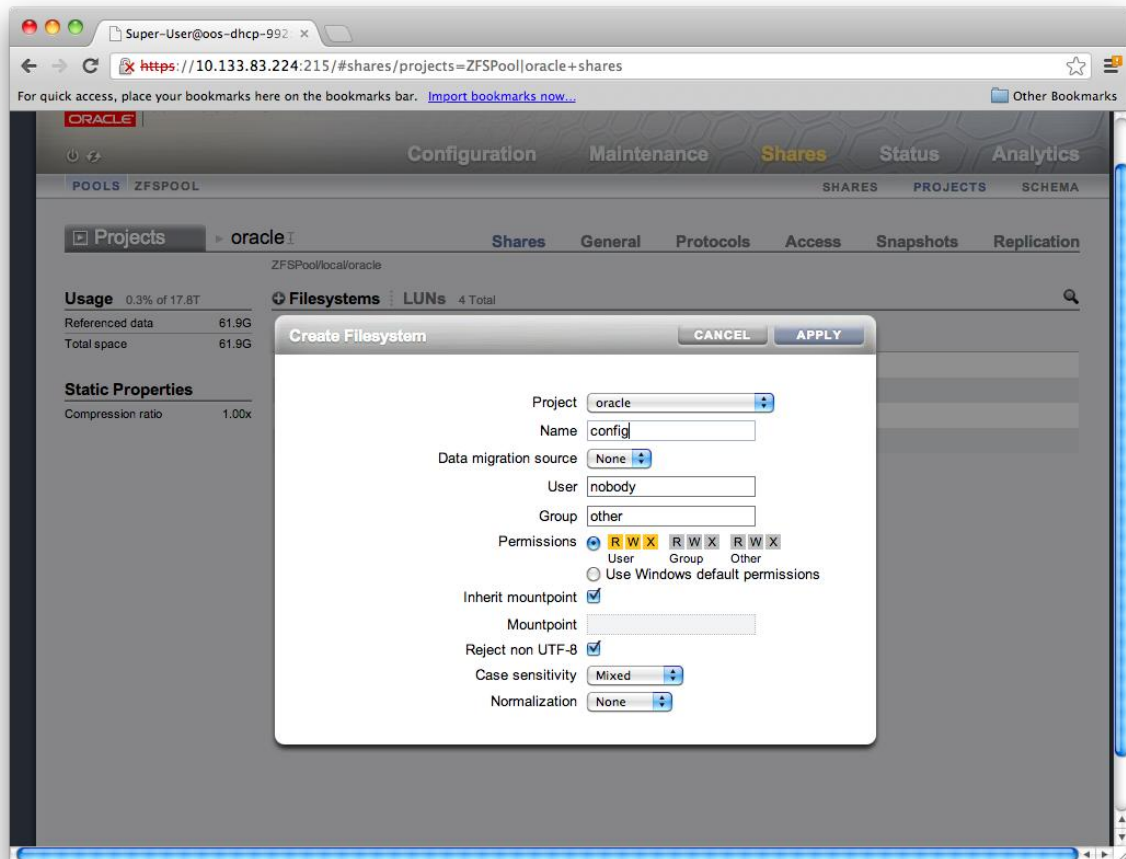 Super-User@oos-dhcp-992
https://10.133.83.224:215/#shares/projects=ZFSPool|oracle+shares
For quick access, place your bookmarks here on the bookmarks bar. Import bookmarks now... Other Bookmarks
ORACLE
Configuration Maintenance Shares Status Analytics
POOLS ZFSPOOL SHARES PROJECTS SCHEMA
Projects oracle Shares General Protocols Access Snapshots Replication
ZFSPool/local/oracle
Usage 0.3% of 17.8T Filesystems LUNs 4 Total
Referenced data 61.9G
Total space 61.9G
Create Filesystem CANCEL APPLY
Static Properties
Compression ratio 1.00x
Project oracle
Name config
Data migration source None
User nobody
Group other
Permissions R W X R W X R W X
User Group Other
Use Windows default permissions
Inherit mountpoint
Mountpoint
Reject non UTF-8
Case sensitivity Mixed
Normalization None